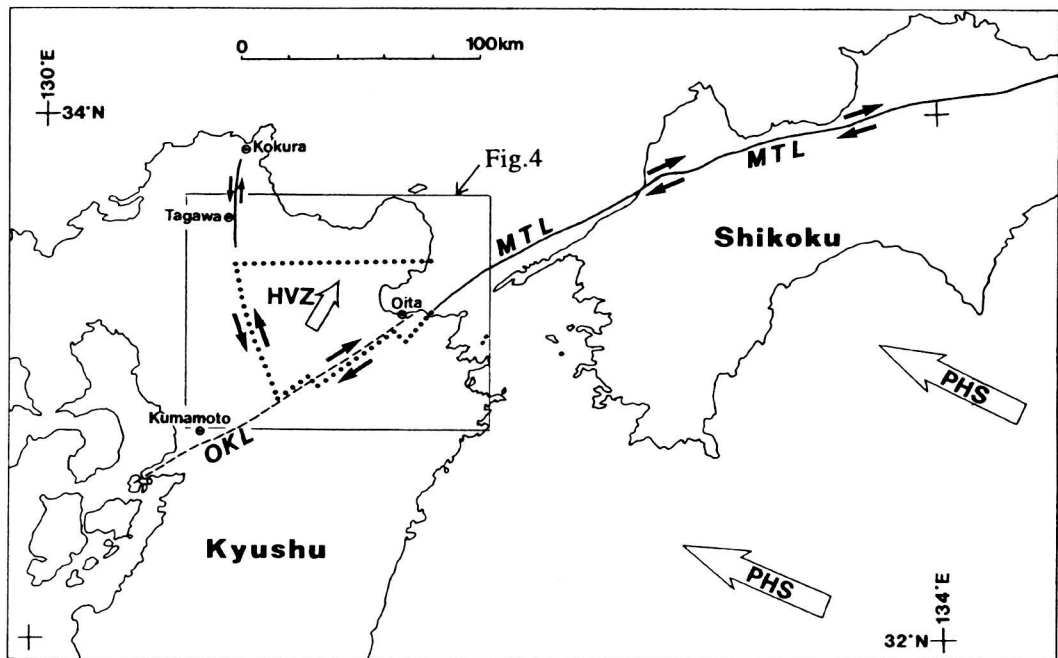 0
100km
130°E
34°N
Kokura
Fig.4
MTL
Tagawa
MTL
Shikoku
HVZ
Oita
PHS
Kumamoto
OKL
Kyushu
PHS
134°E
32°N